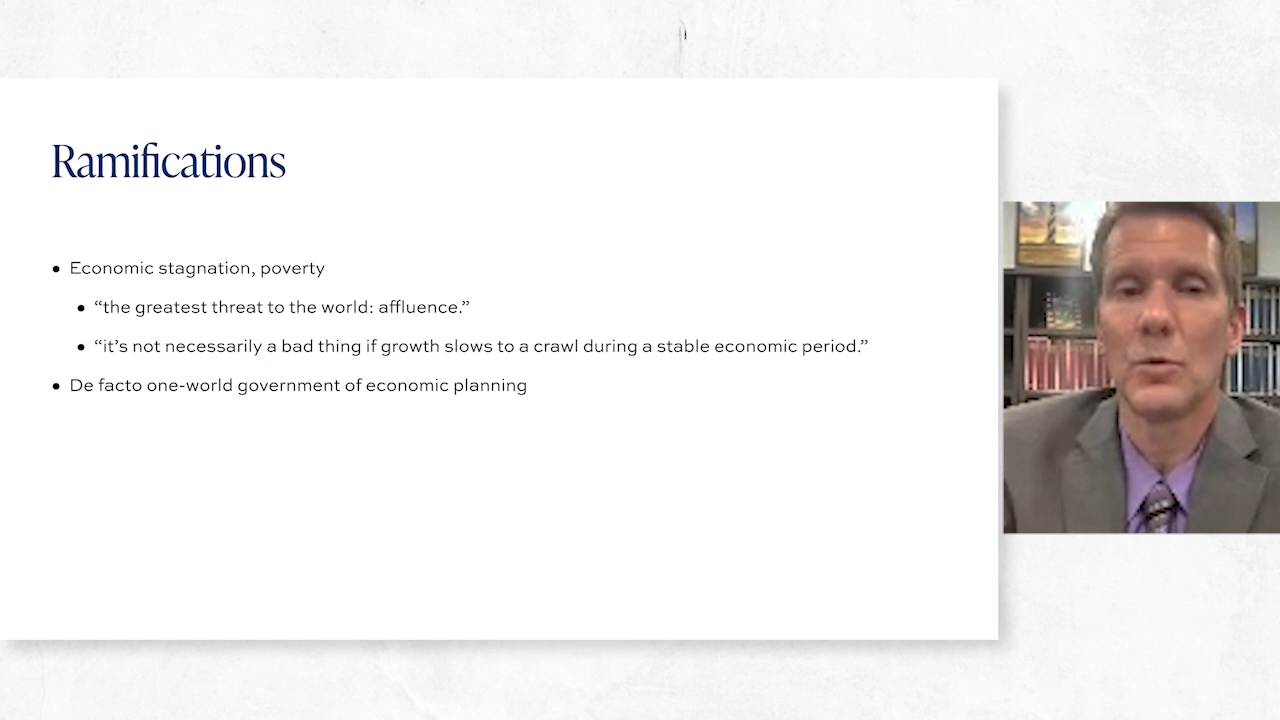 Ramifications
• Economic stagnation, poverty
• “the greatest threat to the world: affluence.”
• “it’s not necessarily a bad thing if growth slows to a crawl during a stable economic period.”
• De facto one-world government of economic planning